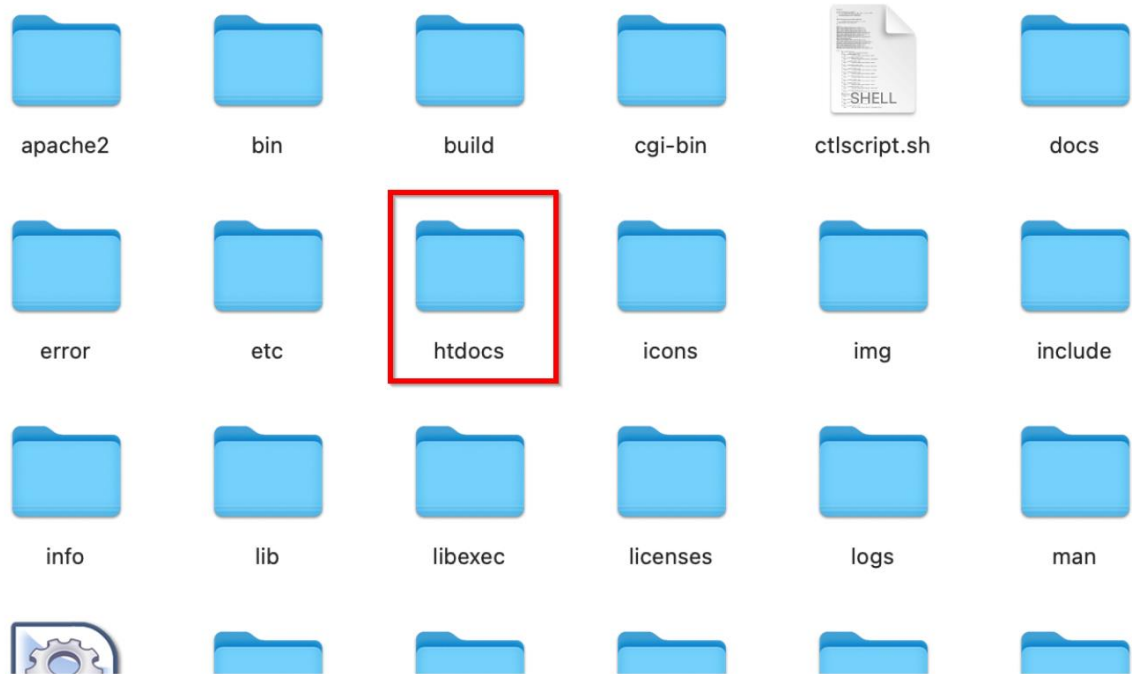 SHELL
apache2 bin build cgi-bin ctlscript.sh docs
error etc htdocs icons img include
info lib libexec licenses logs man